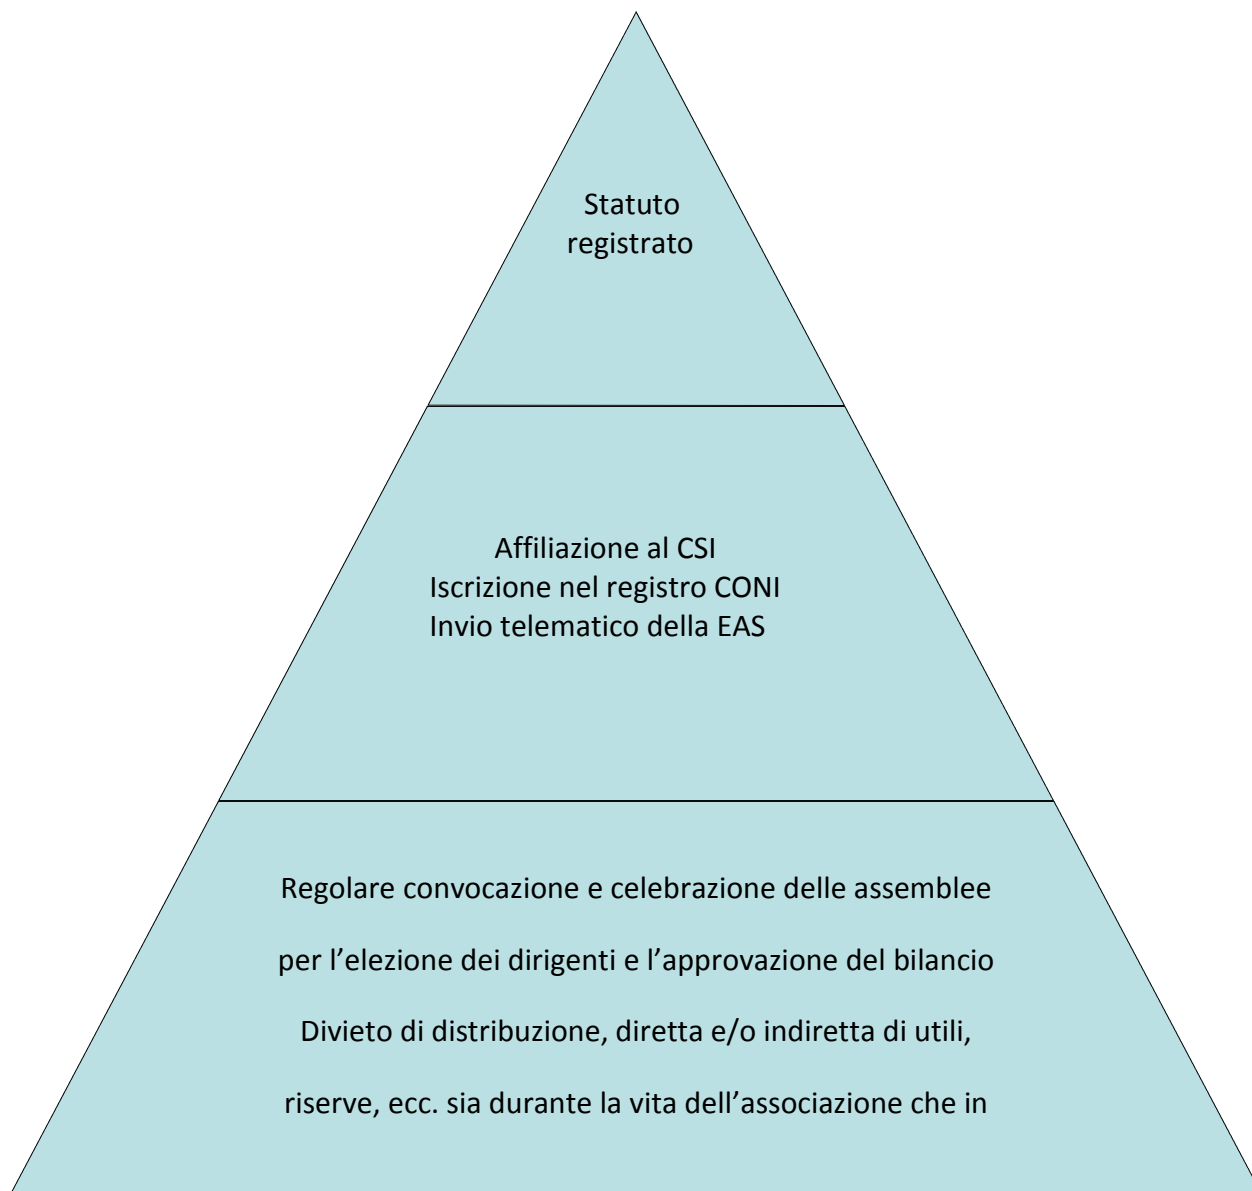 Statuto
registrato
Affiliazione al CSI
Iscrizione nel registro CONI
Invio telematico della EAS
Regolare convocazione e celebrazione delle assemblee
per l’elezione dei dirigenti e l’approvazione del bilancio
Divieto di distribuzione, diretta e/o indiretta di utili,
riserve, ecc. sia durante la vita dell’associazione che in